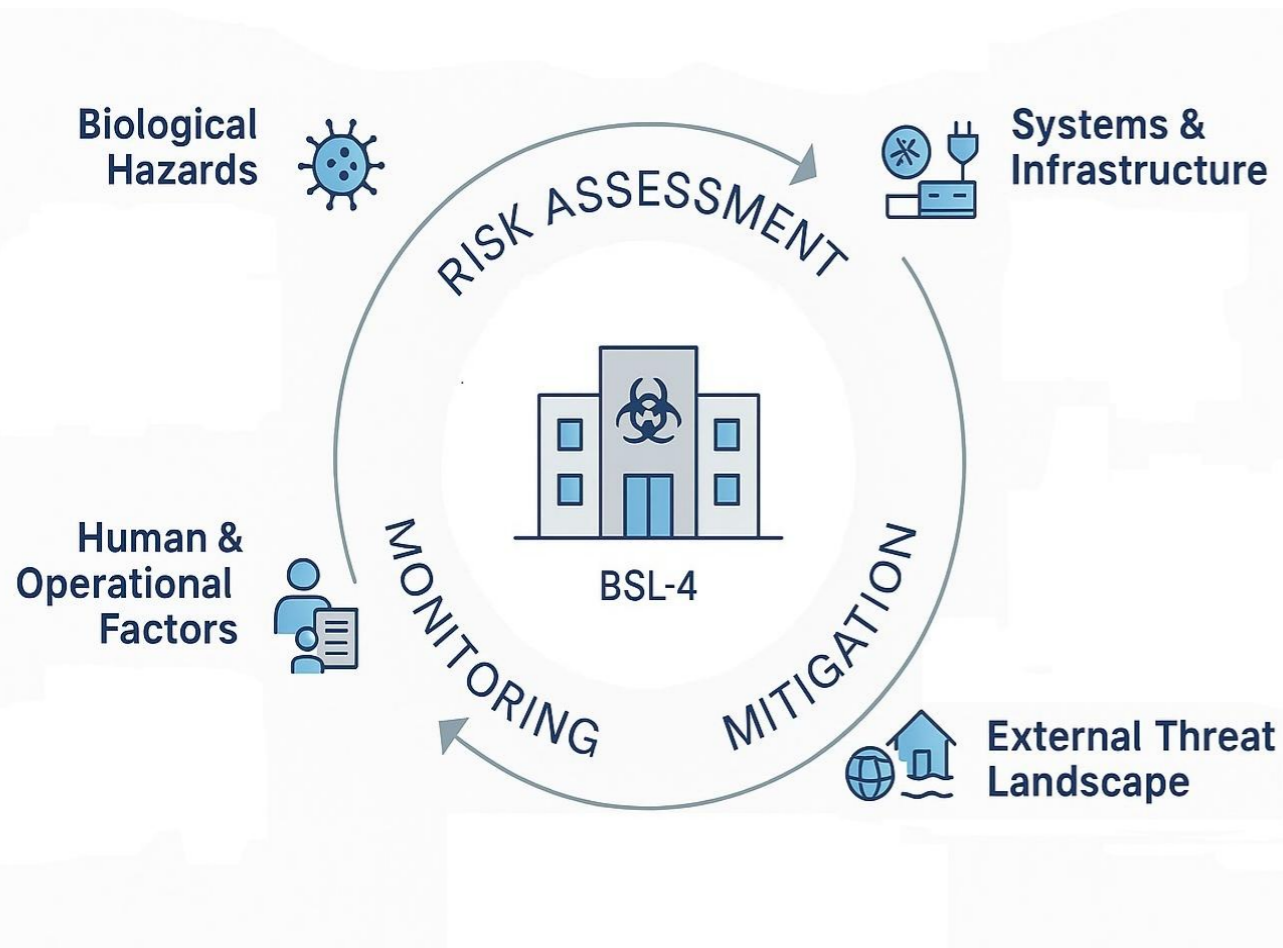 Biological
Hazards
Systems &
Infrastructure
RISK ASSESSMENT
BSL-4
Human &
Operational
Factors
MONITORING
MITIGATION
External Threat
Landscape